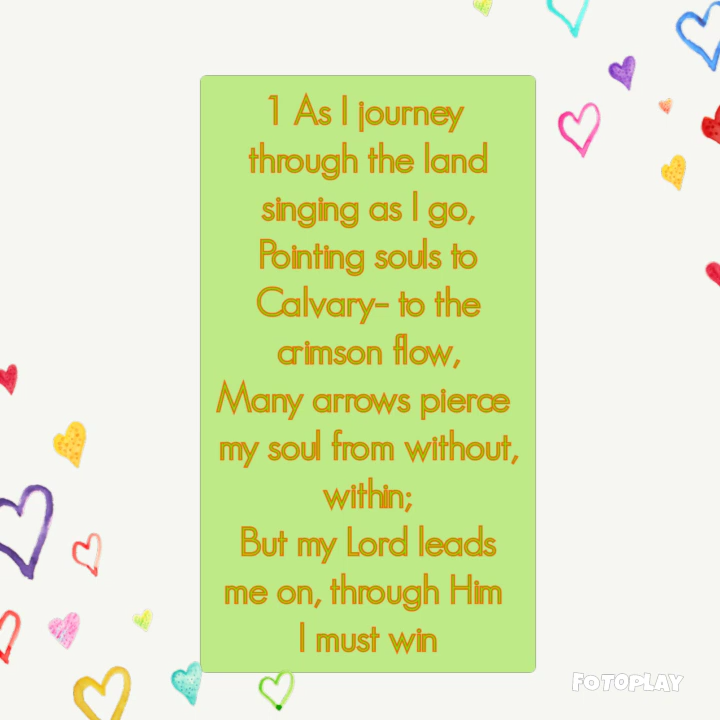 1 As I journey
through the land
singing as I go,
Pointing souls to
Calvary- to the
crimson flow,
Many arrows pierce
my soul from without,
within;
But my Lord leads
me on, through Him
I must win
FOTOPLAY